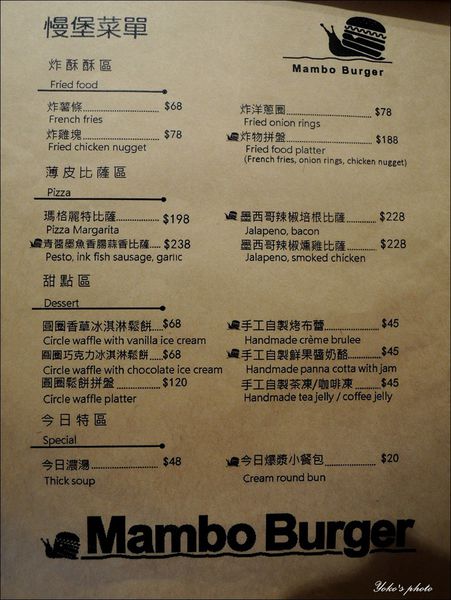 慢堡菜單
Mambo Burger
炸酥酥區
Fried food
炸薯條 $68
French fries
炸雞塊 $78
Fried chicken nugget
炸洋蔥圈 $78
Fried onion rings
炸物拼盤 $188
Fried food platter
(French fries, onion rings, chicken nugget)
薄皮比薩區
Pizza
瑪格麗特比薩 $198
Pizza Margarita
青醬墨魚香腸蒜香比薩 $238
Pesto, ink fish sausage, garlic
墨西哥辣椒培根比薩 $228
Jalapeno, bacon
墨西哥辣椒燻雞比薩 $228
Jalapeno, smoked chicken
甜點區
Dessert
圓圈香草冰淇淋鬆餅 $68
Circle waffle with vanilla ice cream
圓圈巧克力冰淇淋鬆餅 $68
Circle waffle with chocolate ice cream
圓圈鬆餅拼盤 $120
Circle waffle platter
手工自製烤布蕾 $45
Handmade crème brulee
手工自製鮮果醬奶酪 $45
Handmade panna cotta with jam
手工自製茶凍/咖啡凍 $45
Handmade tea jelly / coffee jelly
今日特區
Special
今日濃湯 $48
Thick soup
今日爆漿小餐包 $20
Cream round bun
Mambo Burger
Yoko's photo